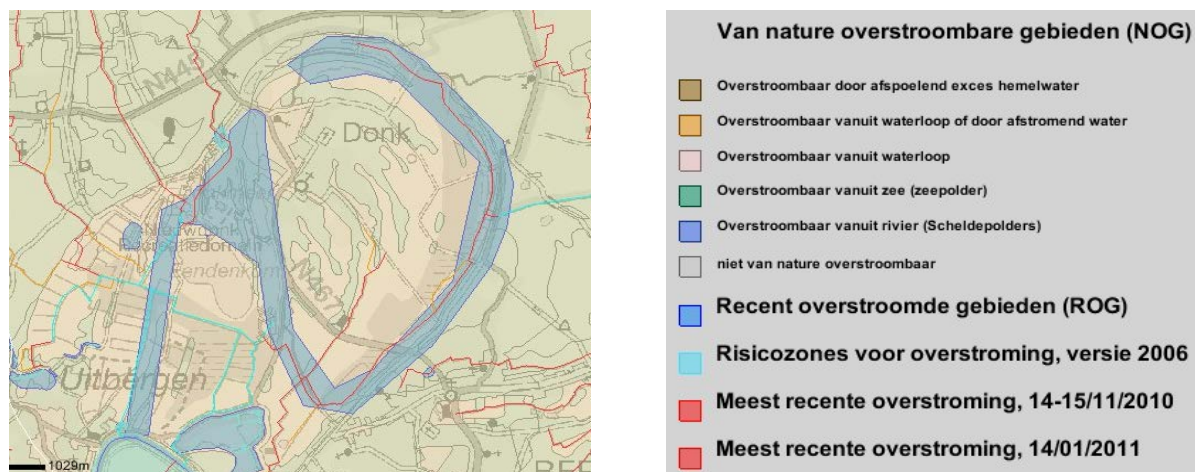 N445
Donk
Recreatiedomein
N467
Uitbergen
1029m
Van nature overstroombare gebieden (NOG)
Overstroombaar door afspoelend exces hemelwater
Overstroombaar vanuit waterloop of door afstromend water
Overstroombaar vanuit waterloop
Overstroombaar vanuit zee (zeepolder)
Overstroombaar vanuit rivier (Scheldepolders)
niet van nature overstroombaar
Recent overstroomde gebieden (ROG)
Risicozones voor overstroming, versie 2006
Meest recente overstroming, 14-15/11/2010
Meest recente overstroming, 14/01/2011